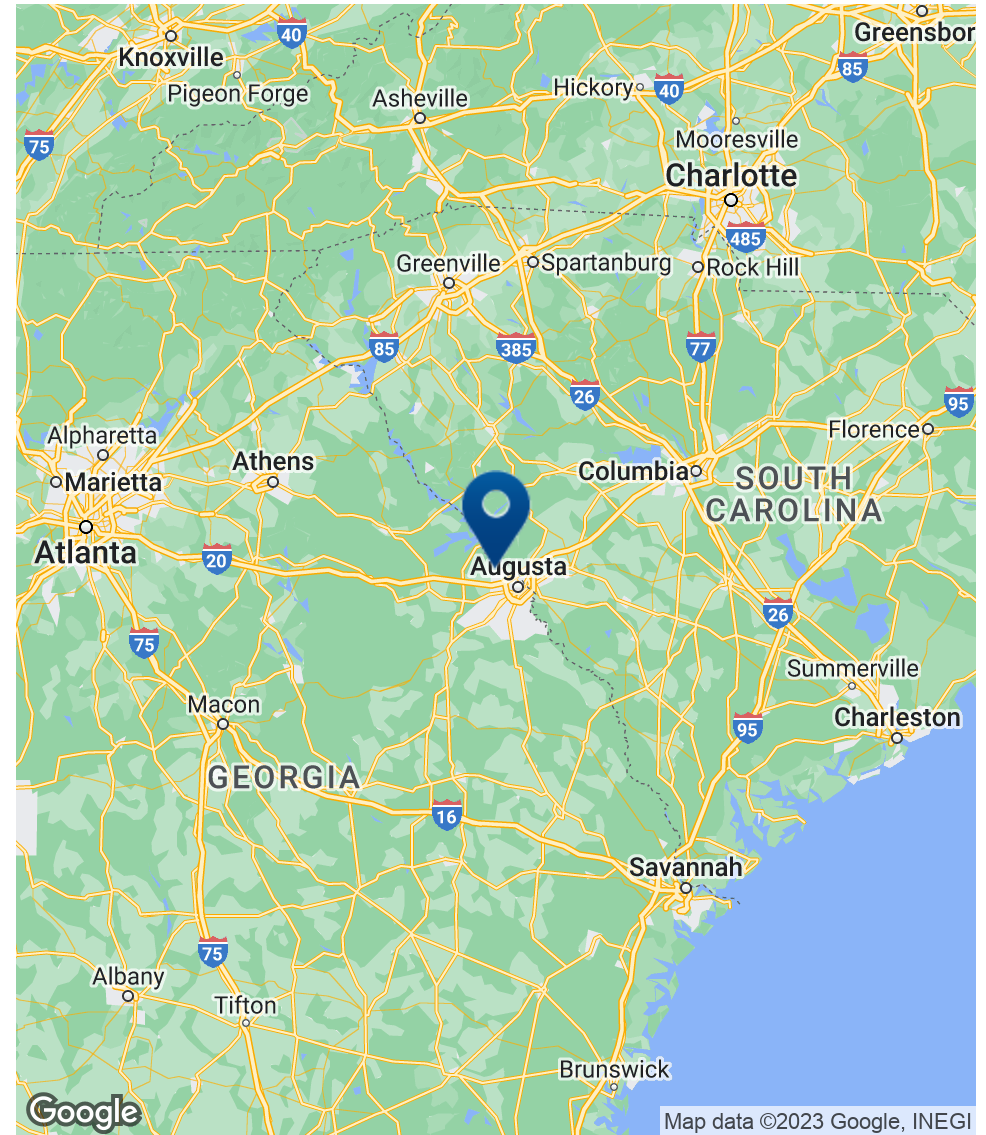 40
Greensbor
Knoxville
85
Pigeon Forge
Hickory
40
Asheville
75
Mooresville
Charlotte
485
Greenville
Spartanburg
Rock Hill
85
385
77
26
95
Alpharetta
Florence
Athens
Marietta
Columbia
SOUTH
CAROLINA
Atlanta
20
Augusta
26
75
Summerville
Macon
Charleston
95
GEORGIA
16
Savannah
75
Albany
Tifton
Brunswick
Google
Map data ©2023 Google, INEGI